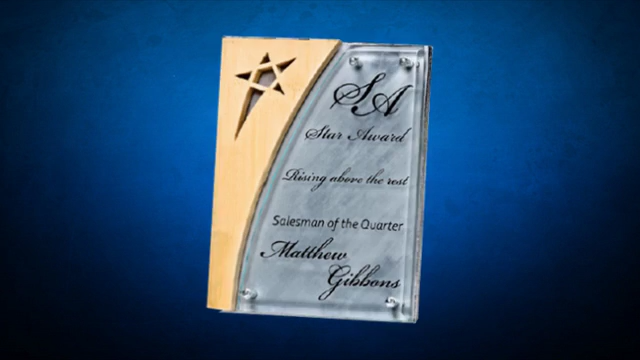 SA
Star Award
Rising above the rest
Salesman of the Quarter
Matthew
Gibbons